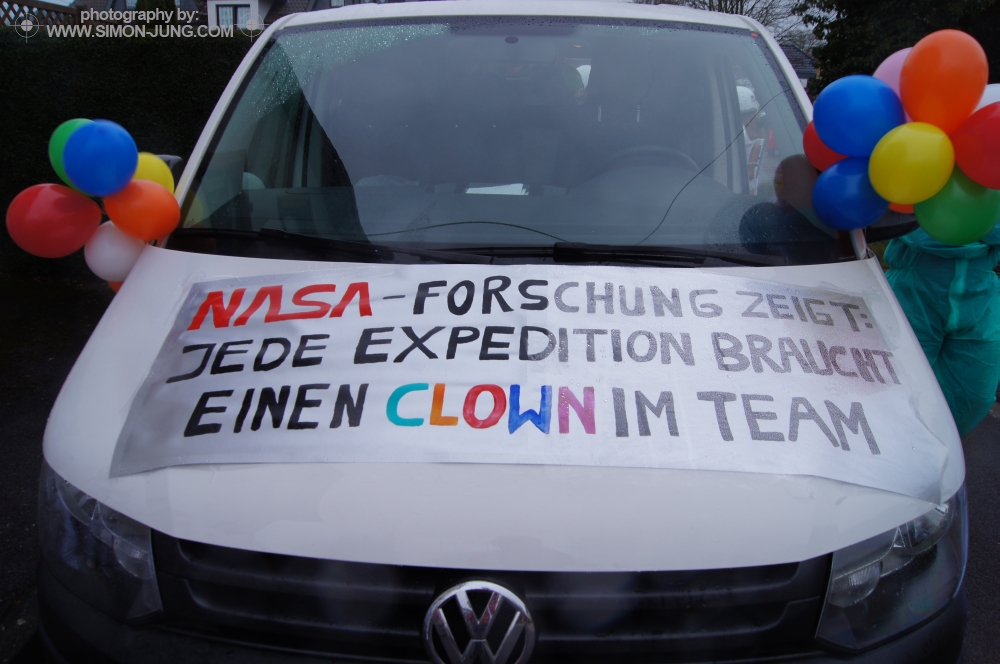 photography by:
WWW.SIMON-JUNG.COM
NASA-FORSCHUNG ZEIGT:
JEDE EXPEDITION BRAUCHT
EINEN CLOWN IM TEAM